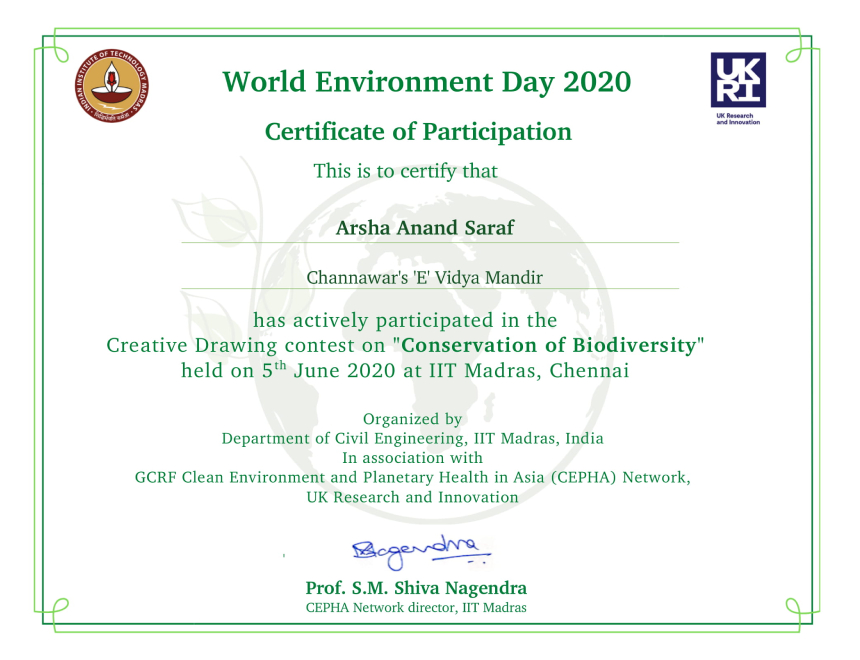 INDIAN INSTITUTE OF TECHNOLOGY MADRAS
सिद्धिर्भवति कर्मजा
UK
RI
UK Research
and Innovation
World Environment Day 2020
Certificate of Participation
This is to certify that
Arsha Anand Saraf
Channawar's 'E' Vidya Mandir
has actively participated in the
Creative Drawing contest on "Conservation of Biodiversity"
held on 5th June 2020 at IIT Madras, Chennai
Organized by
Department of Civil Engineering, IIT Madras, India
In association with
GCRF Clean Environment and Planetary Health in Asia (CEPHA) Network,
UK Research and Innovation
Prof. S.M. Shiva Nagendra
CEPHA Network director, IIT Madras